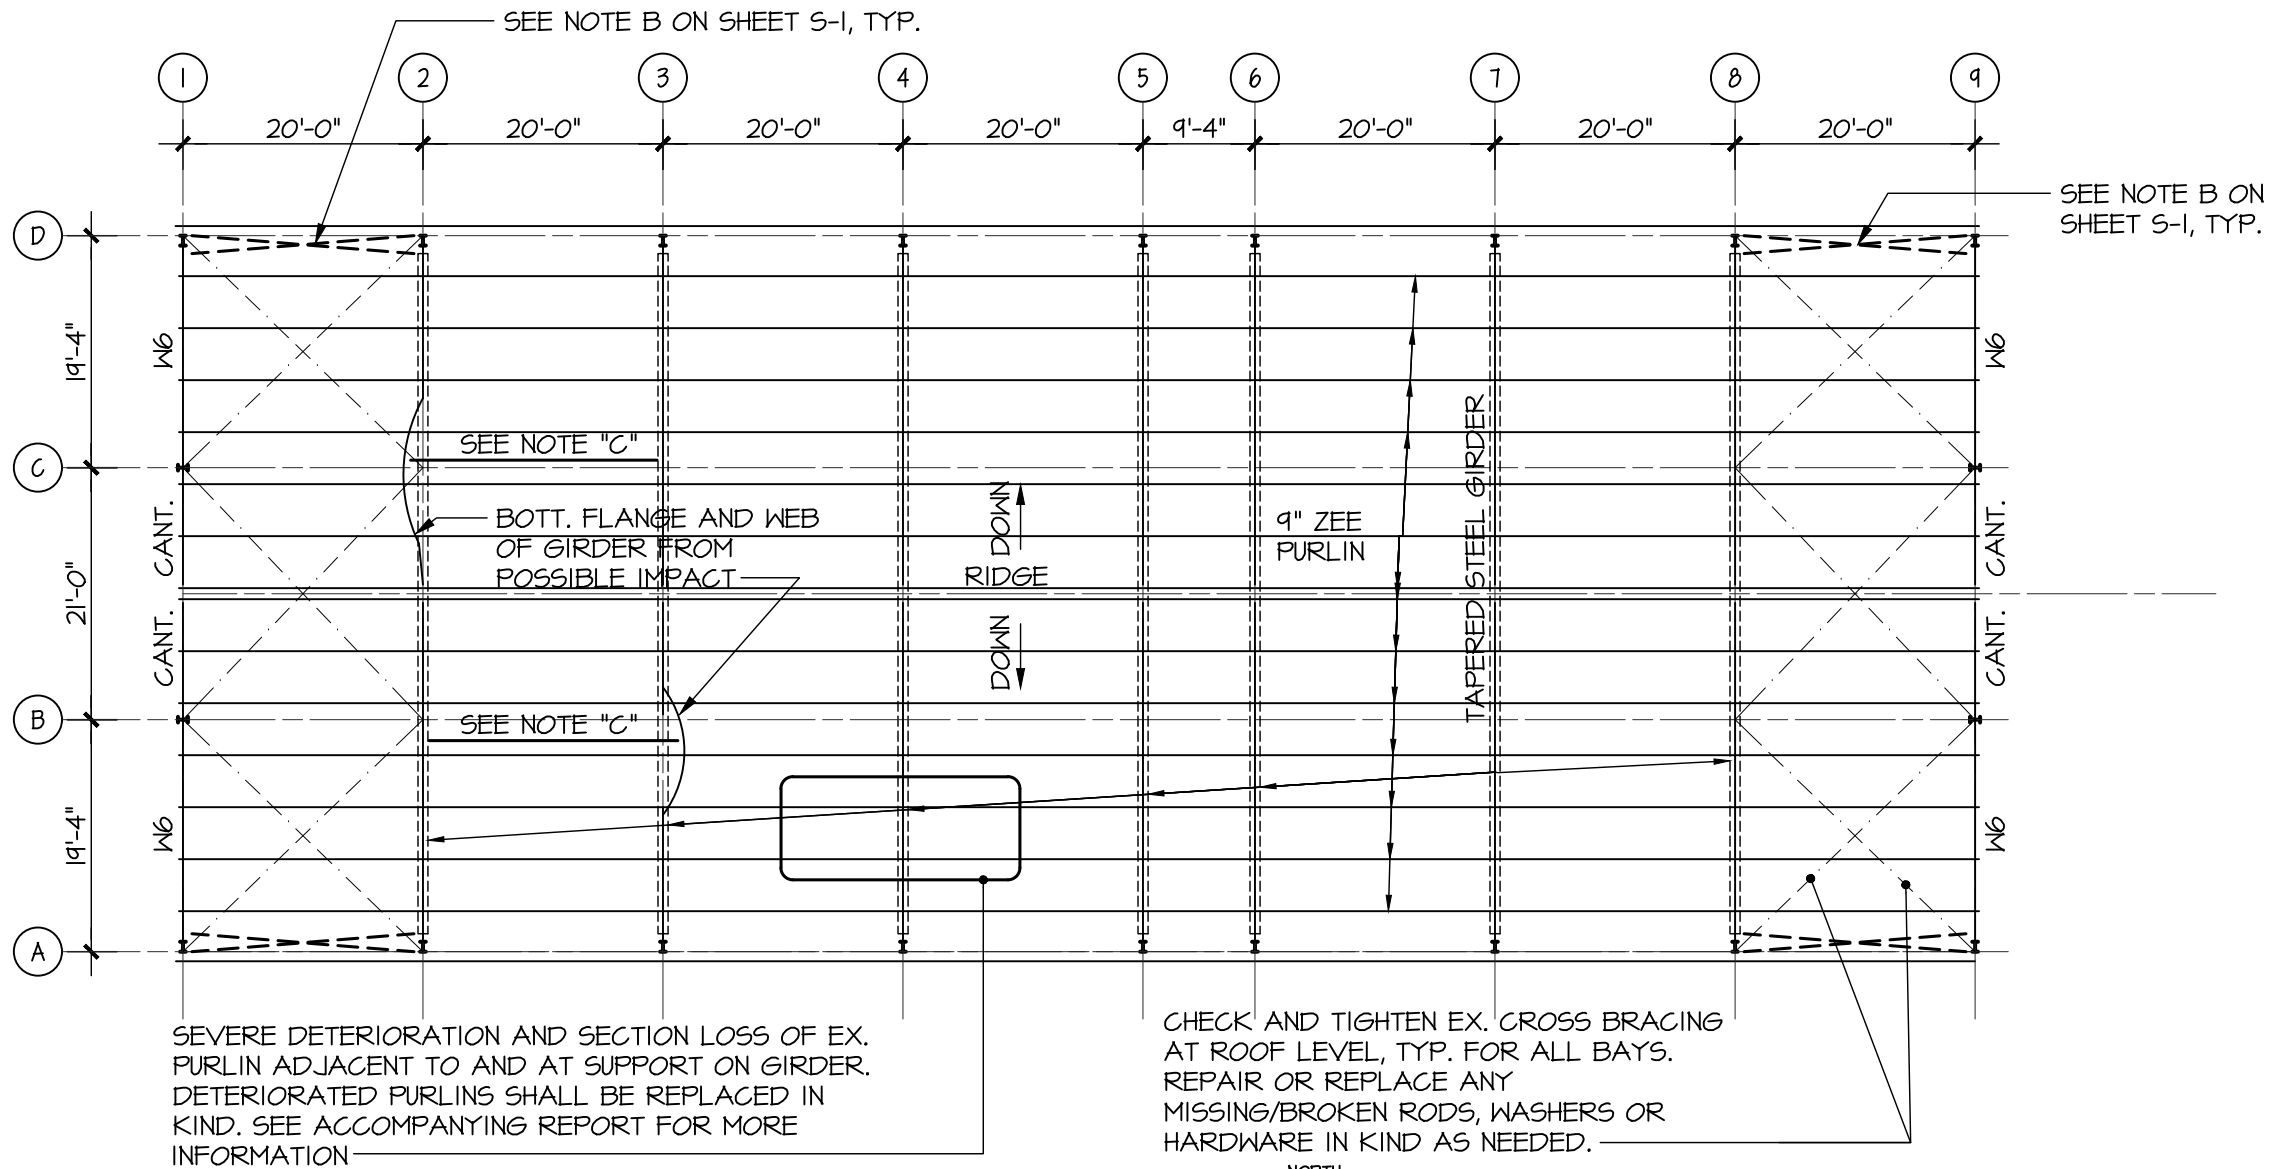 SEE NOTE B ON SHEET S-1, TYP.
1 2 3 4 5 6 7 8 9
20'-0" 20'-0" 20'-0" 20'-0" 9'-4" 20'-0" 20'-0" 20'-0"
SEE NOTE B ON
SHEET S-1, TYP.
D
19'-4"
W6
W6
C
SEE NOTE "C"
CANT.
21'-0"
CANT.
BOTT. FLANGE AND WEB
OF GIRDER FROM
POSSIBLE IMPACT
DOWN
RIDGE
DOWN
9" ZEE
PURLIN
TAPERED STEEL GIRDER
CANT.
CANT.
B
SEE NOTE "C"
19'-4"
W6
W6
A
SEVERE DETERIORATION AND SECTION LOSS OF EX.
PURLIN ADJACENT TO AND AT SUPPORT ON GIRDER.
DETERIORATED PURLINS SHALL BE REPLACED IN
KIND. SEE ACCOMPANYING REPORT FOR MORE
INFORMATION
CHECK AND TIGHTEN EX. CROSS BRACING
AT ROOF LEVEL, TYP. FOR ALL BAYS.
REPAIR OR REPLACE ANY
MISSING/BROKEN RODS, WASHERS OR
HARDWARE IN KIND AS NEEDED.
NORTH